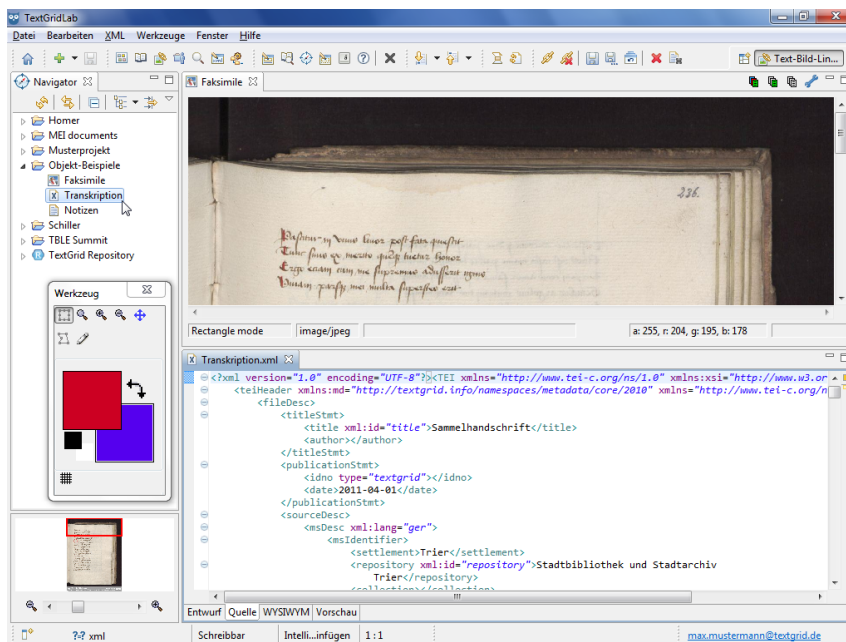 TextGridLab
Datei Bearbeiten XML Werkzeuge Fenster Hilfe
Text-Bild-Lin...
Navigator
Homer
MEI documents
Musterprojekt
Objekt-Beispiele
Faksimile
Transkription
Notizen
Schiller
TBLE Summit
TextGrid Repository
Werkzeug
Faksimile
236.
Rectangle mode image/jpeg a: 255, r: 204, g: 195, b: 178
Transkription.xml
<?xml version="1.0" encoding="UTF-8"?><TEI xmlns="http://www.tei-c.org/ns/1.0" xmlns:xsi="http://www.w3.or
<teiHeader xmlns:md="http://textgrid.info/namespaces/metadata/core/2010" xmlns="http://www.tei-c.org/n
<fileDesc>
<titleStmt>
<title xml:id="title">Sammelhandschrift</title>
<author></author>
</titleStmt>
<publicationStmt>
<idno type="textgrid"></idno>
<date>2011-04-01</date>
</publicationStmt>
<sourceDesc>
<msDesc xml:lang="ger">
<msIdentifier>
<settlement>Trier</settlement>
<repository xml:id="repository">Stadtbibliothek und Stadtarchiv
Trier</repository>
<collection></collection>
Entwurf Quelle WYSIWYM Vorschau
?-? xml Schreibbar Intelli...infügen 1:1 max.mustermann@textgrid.de